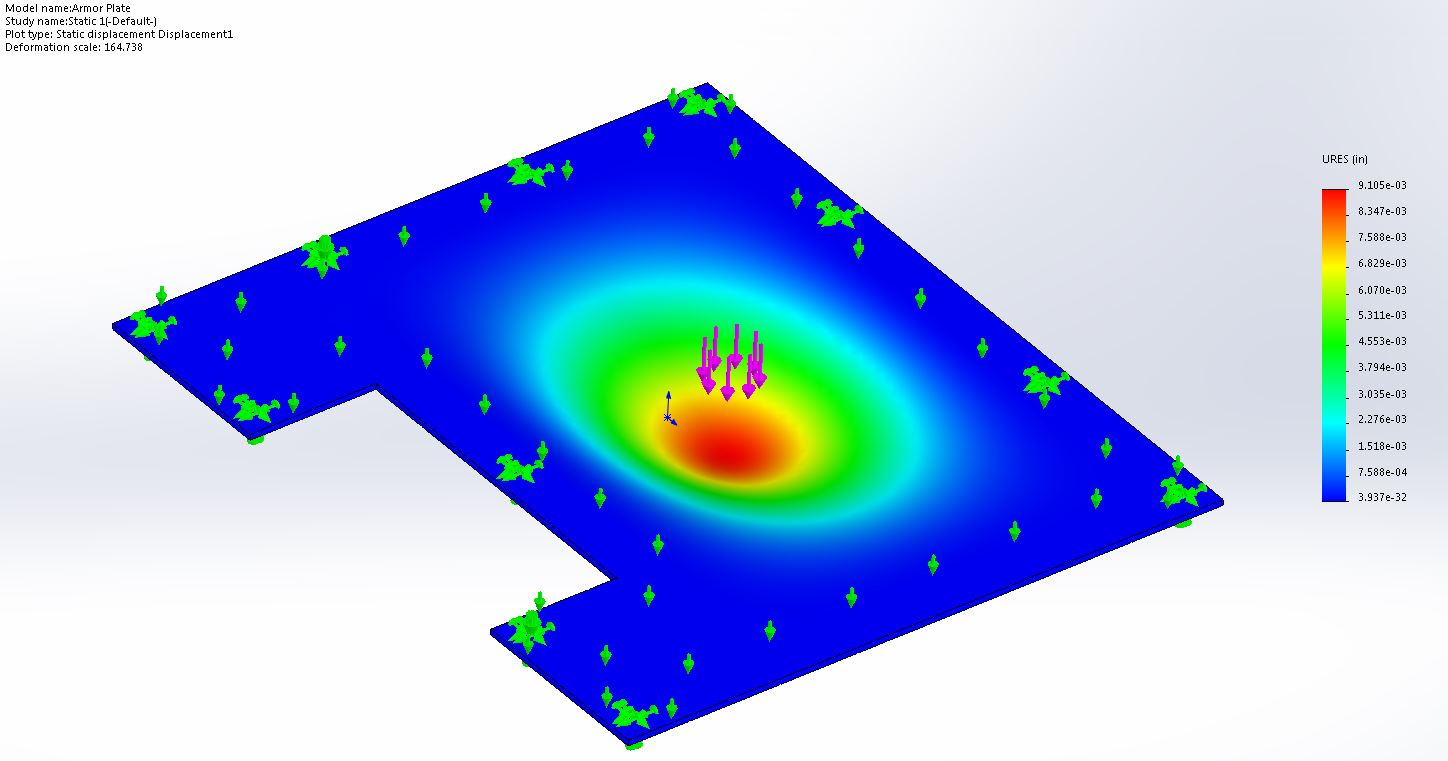 Model name:Armor Plate
Study name:Static 1(-Default-)
Plot type: Static displacement Displacement1
Deformation scale: 164.738
URES (in)
9.105e-03
8.347e-03
7.588e-03
6.829e-03
6.070e-03
5.311e-03
4.553e-03
3.794e-03
3.035e-03
2.276e-03
1.518e-03
7.588e-04
3.937e-32